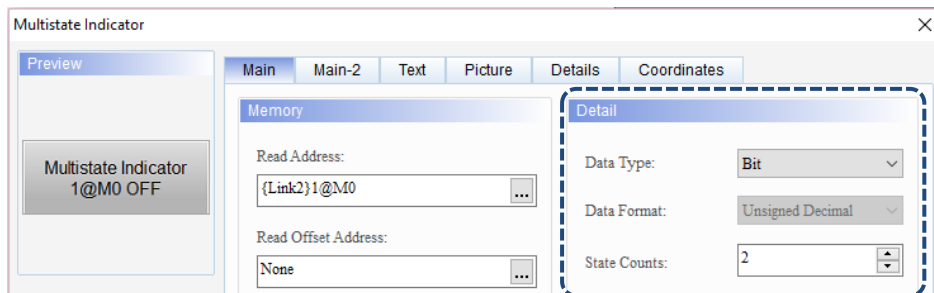 Multistate Indicator
Preview
Multistate Indicator
1@M0 OFF
Main Main-2 Text Picture Details Coordinates
Memory
Read Address:
{Link2}1@M0
...
Read Offset Address:
None
...
Detail
Data Type: Bit
Data Format: Unsigned Decimal
State Counts: 2